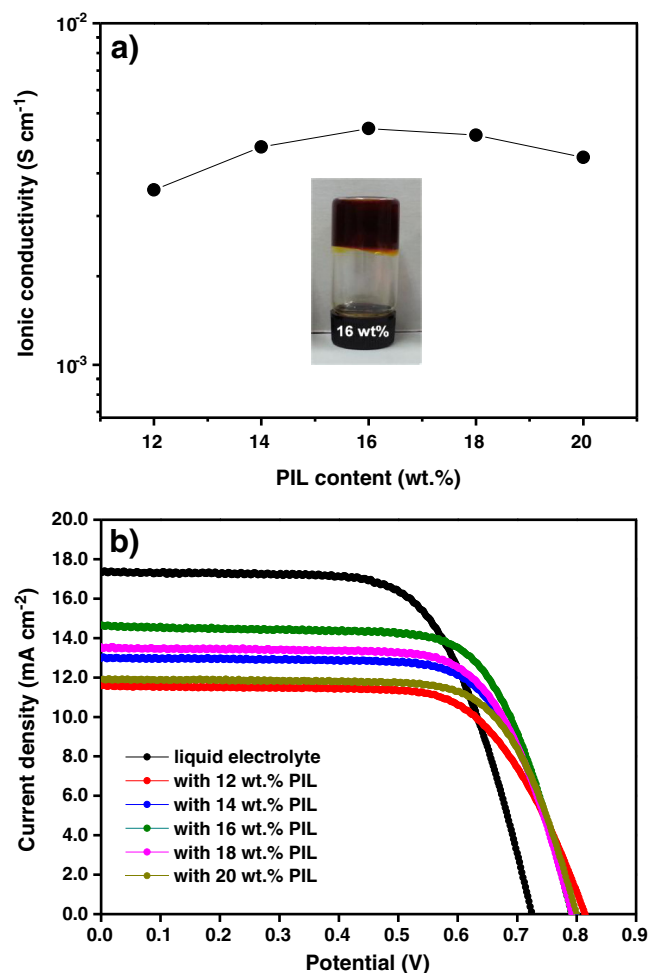 a)
10⁻²
10⁻³
Ionic conductivity (S cm⁻¹)
16 wt%
12 14 16 18 20
PIL content (wt.%)
b)
20.0
18.0
16.0
14.0
12.0
10.0
8.0
6.0
4.0
2.0
0.0
Current density (mA cm⁻²)
liquid electrolyte
with 12 wt.% PIL
with 14 wt.% PIL
with 16 wt.% PIL
with 18 wt.% PIL
with 20 wt.% PIL
0.0 0.1 0.2 0.3 0.4 0.5 0.6 0.7 0.8 0.9
Potential (V)